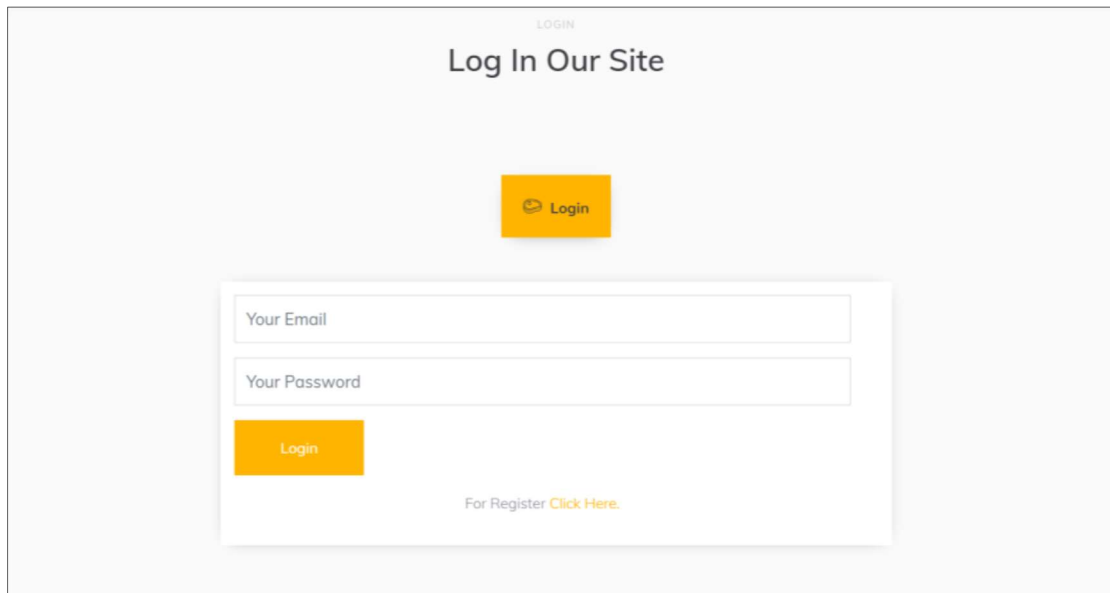 LOGIN
Log In Our Site
Login
Your Email
Your Password
Login
For Register Click Here.